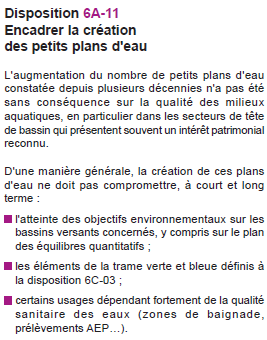 Disposition 6A-11
Encadrer la création
des petits plans d'eau
L'augmentation du nombre de petits plans d'eau
constatée depuis plusieurs décennies n'a pas été
sans conséquence sur la qualité des milieux
aquatiques, en particulier dans les secteurs de tête
de bassin qui présentent souvent un intérêt patrimonial
reconnu.
D'une manière générale, la création de ces plans
d'eau ne doit pas compromettre, à court et long
terme :
l'atteinte des objectifs environnementaux sur les
bassins versants concernés, y compris sur le plan
des équilibres quantitatifs ;
les éléments de la trame verte et bleue définis à
la disposition 6C-03 ;
certains usages dépendant fortement de la qualité
sanitaire des eaux (zones de baignade,
prélèvements AEP…).